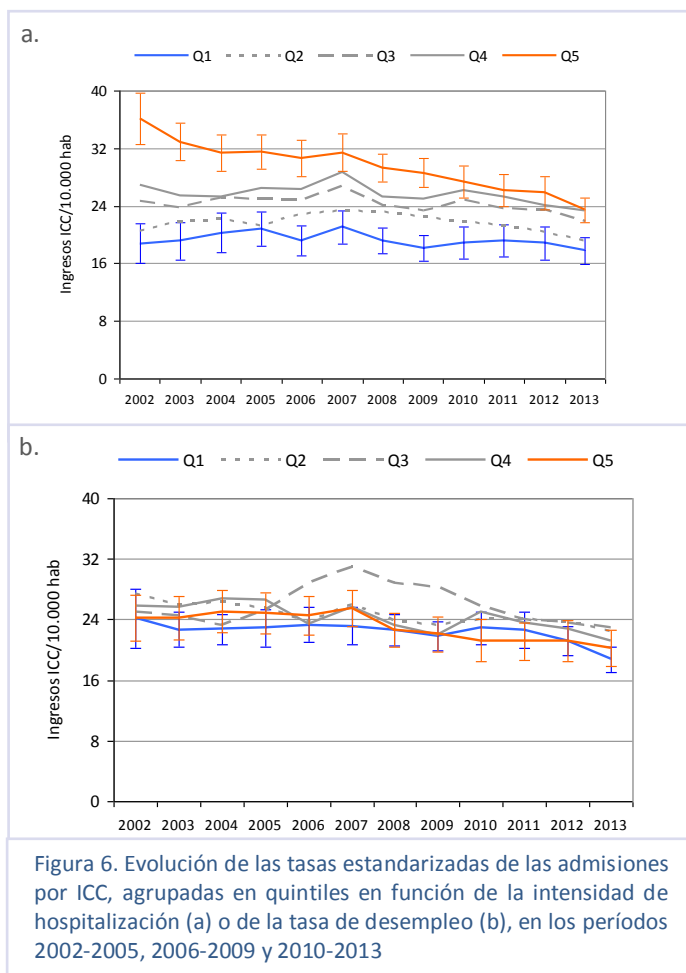 a.
Q1 Q2 Q3 Q4 Q5
Ingresos ICC/10.000 hab
40
32
24
16
8
0
2002 2003 2004 2005 2006 2007 2008 2009 2010 2011 2012 2013
b.
Q1 Q2 Q3 Q4 Q5
Ingresos ICC/10.000 hab
40
32
24
16
8
0
2002 2003 2004 2005 2006 2007 2008 2009 2010 2011 2012 2013
Figura 6. Evolución de las tasas estandarizadas de las admisiones
por ICC, agrupadas en quintiles en función de la intensidad de
hospitalización (a) o de la tasa de desempleo (b), en los períodos
2002-2005, 2006-2009 y 2010-2013